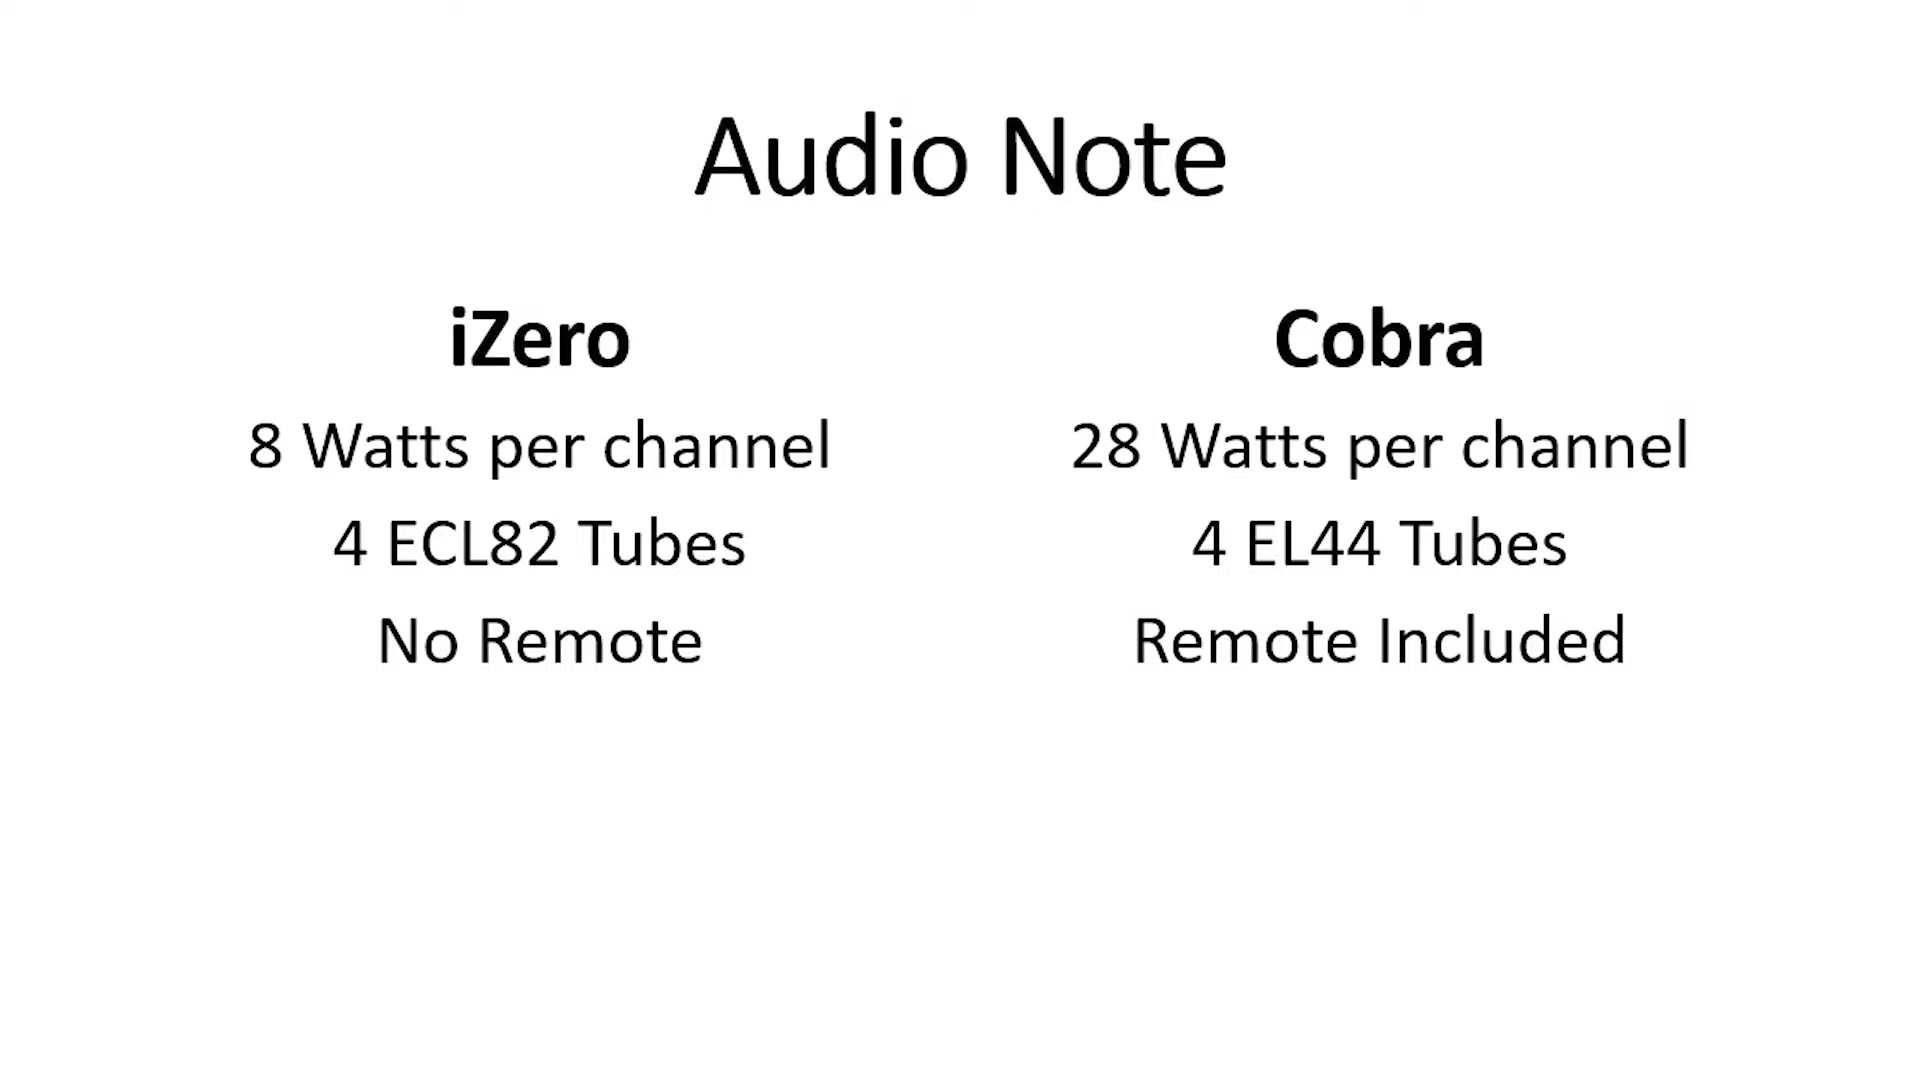 Audio Note
iZero
8 Watts per channel
4 ECL82 Tubes
No Remote
Cobra
28 Watts per channel
4 EL44 Tubes
Remote Included